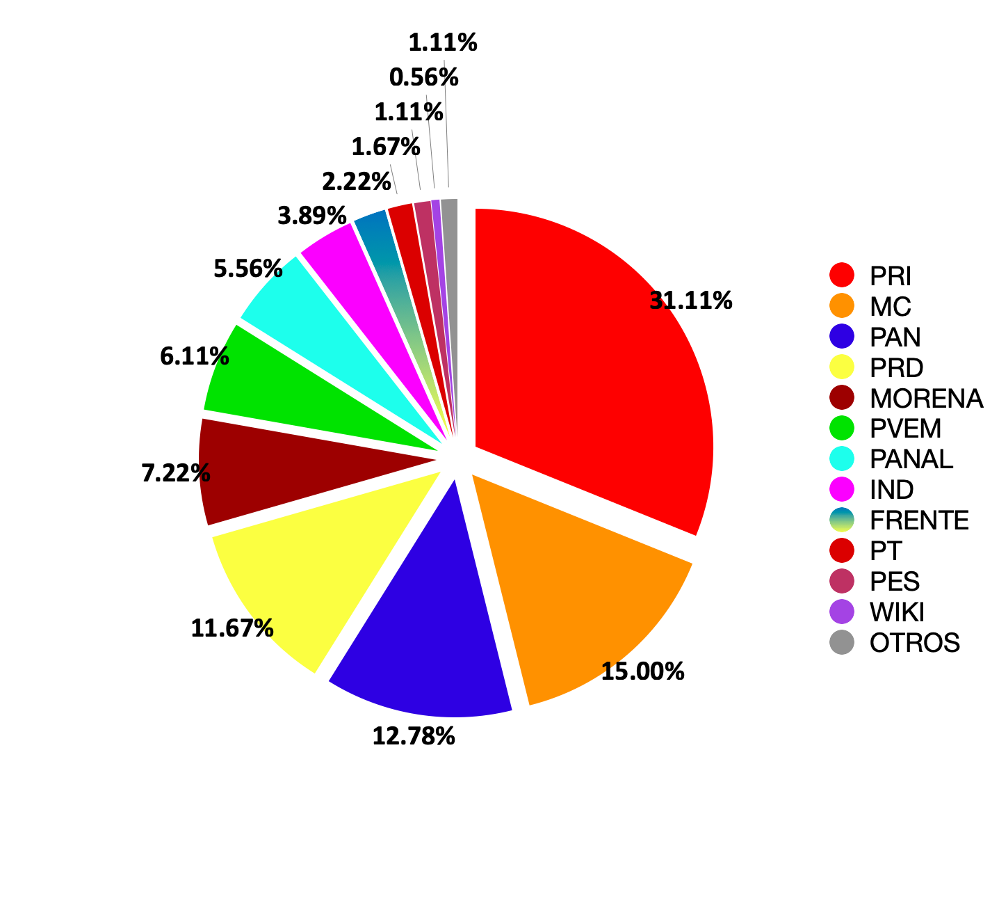 1.11%
0.56%
1.11%
1.67%
2.22%
3.89%
5.56%
6.11%
7.22%
11.67%
12.78%
15.00%
31.11%
PRI
MC
PAN
PRD
MORENA
PVEM
PANAL
IND
FRENTE
PT
PES
WIKI
OTROS